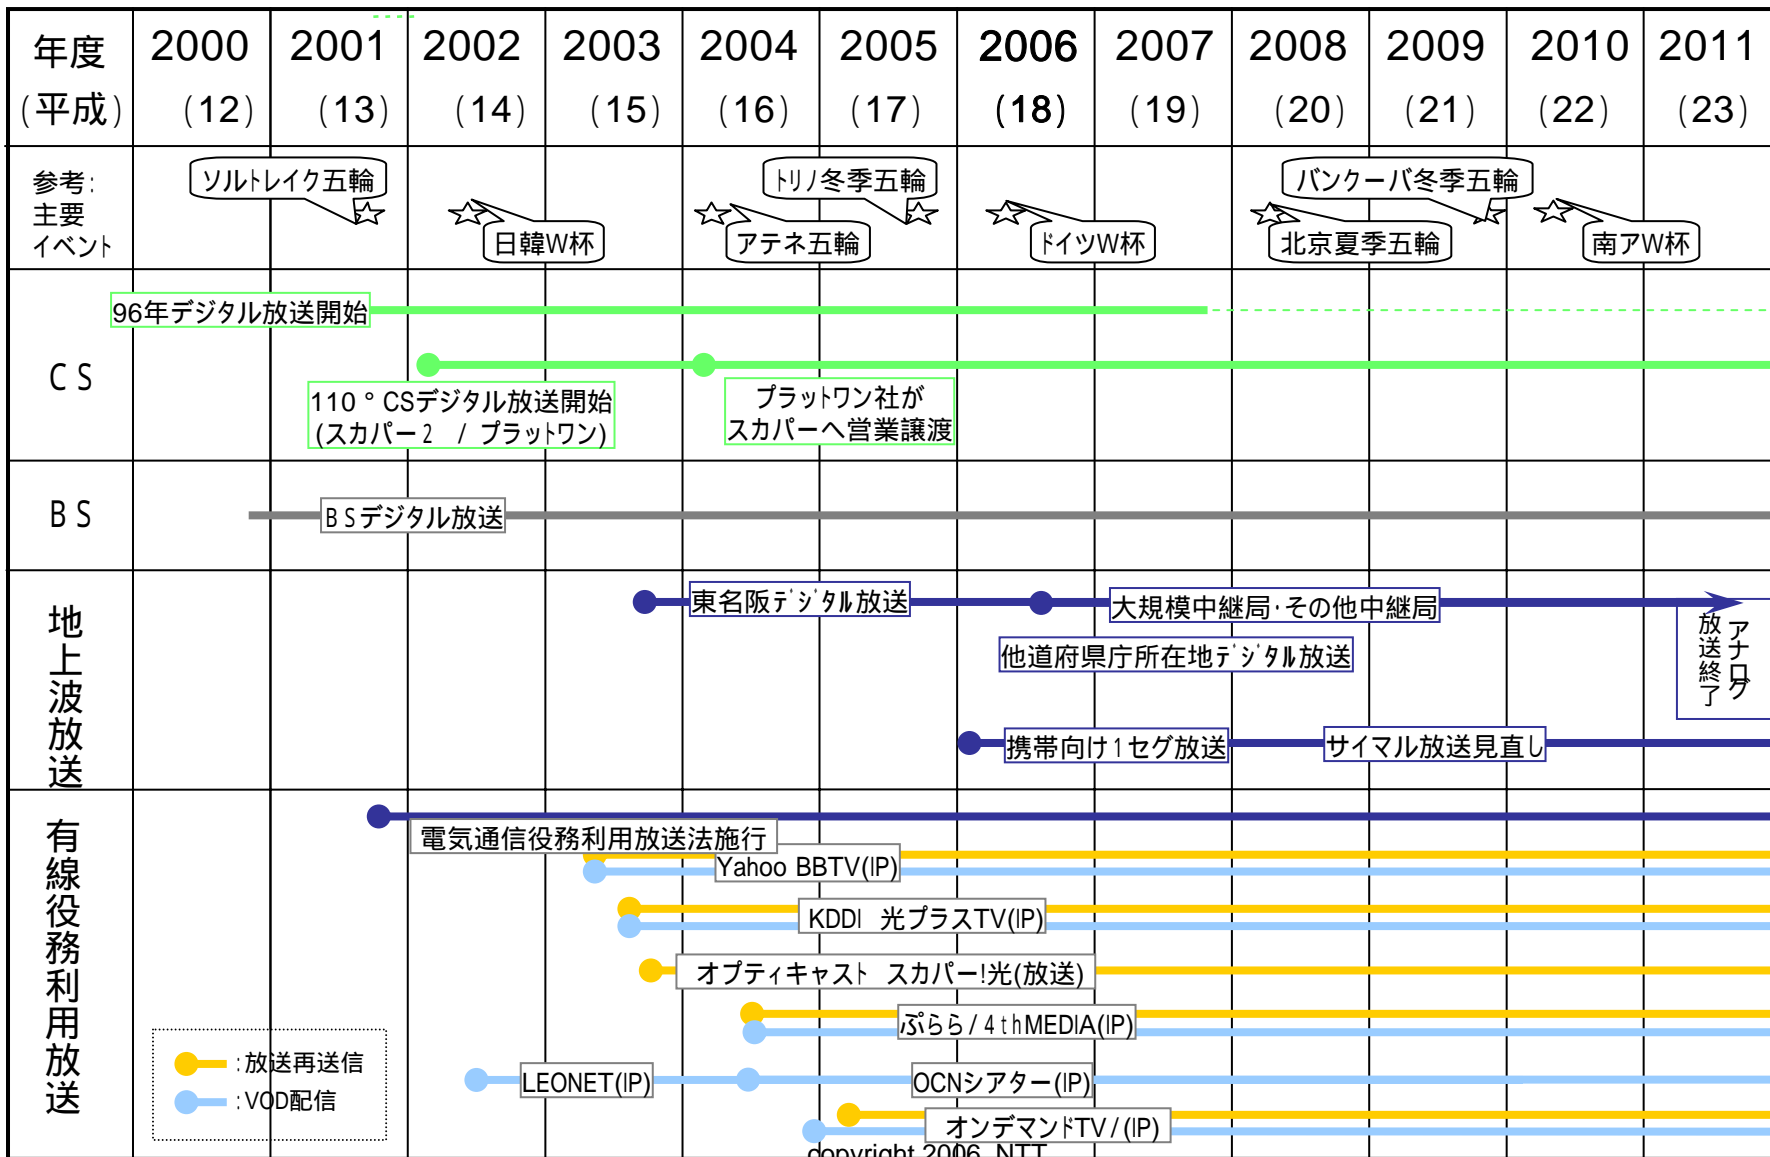 年度 2000 2001 2002 2003 2004 2005 2006 2007 2008 2009 2010 2011
(平成) (12) (13) (14) (15) (16) (17) (18) (19) (20) (21) (22) (23)
参考:
主要
イベント
ソルトレイク五輪
日韓W杯
アテネ五輪
トリノ冬季五輪
ドイツW杯
北京夏季五輪
バンクーバ冬季五輪
南アW杯
CS
96年デジタル放送開始
110°CSデジタル放送開始
(スカパー2 / プラットワン)
プラットワン社が
スカパーへ営業譲渡
BS
BSデジタル放送
地上波放送
東名阪デジタル放送
大規模中継局・その他中継局
他道府県庁所在地デジタル放送
アナログ
放送終了
携帯向け1セグ放送
サイマル放送見直し
有線役務利用放送
電気通信役務利用放送法施行
Yahoo BBTV(IP)
KDDI 光プラスTV(IP)
オプティキャスト スカパー!光(放送)
ぷらら/4thMEDIA(IP)
LEONET(IP)
OCNシアター(IP)
オンデマンドTV/(IP)
:放送再送信
:VOD配信
copyright 2006 NTT